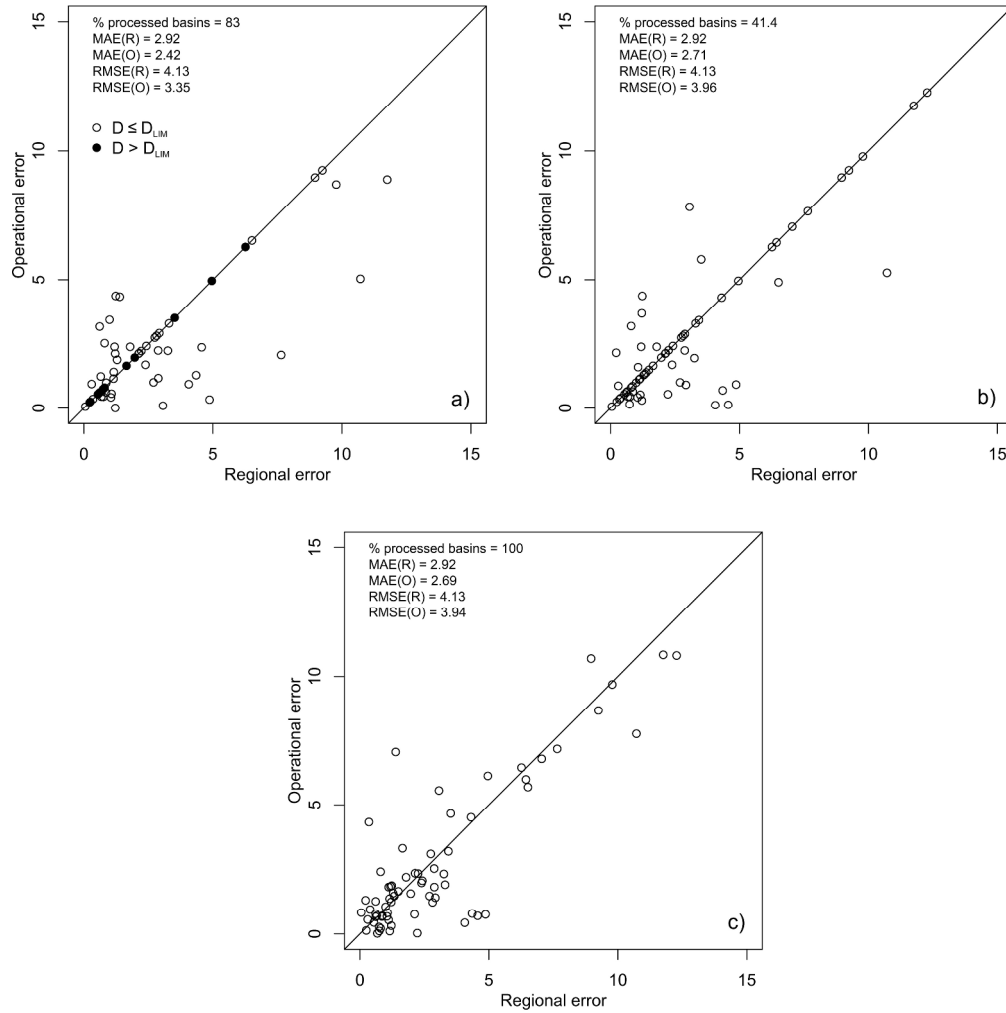 % processed basins = 83
MAE(R) = 2.92
MAE(O) = 2.42
RMSE(R) = 4.13
RMSE(O) = 3.35
D ≤ D_LIM
D > D_LIM
a)
0 5 10 15
Operational error
0 5 10 15
Regional error
% processed basins = 41.4
MAE(R) = 2.92
MAE(O) = 2.71
RMSE(R) = 4.13
RMSE(O) = 3.96
b)
0 5 10 15
Operational error
0 5 10 15
Regional error
% processed basins = 100
MAE(R) = 2.92
MAE(O) = 2.69
RMSE(R) = 4.13
RMSE(O) = 3.94
c)
0 5 10 15
Operational error
0 5 10 15
Regional error